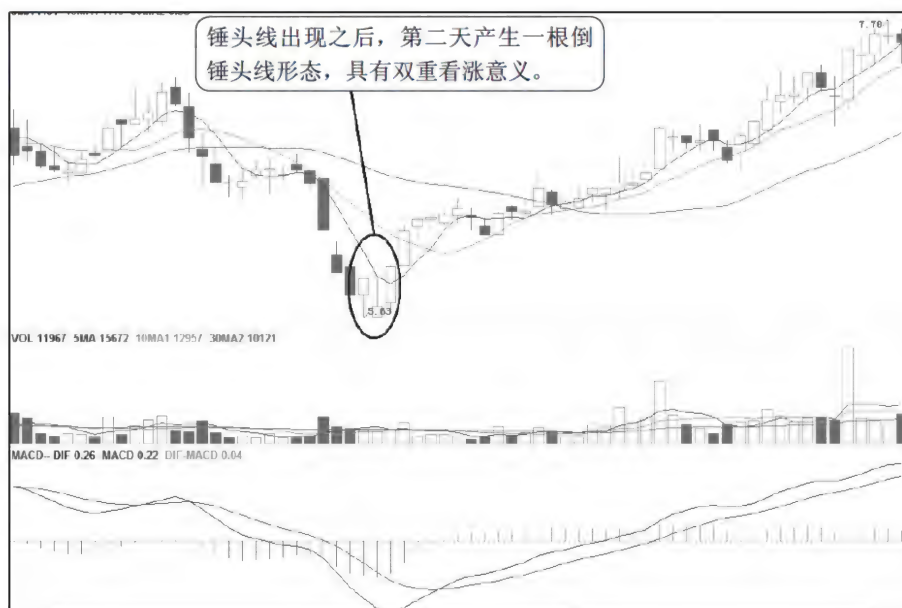 7.70
锤头线出现之后，第二天产生一根倒
锤头线形态，具有双重看涨意义。
5.63
VOL 11967 5MA 15672 10MA1 12957 30MA2 10121
MACD-- DIF 0.26 MACD 0.22 DIF-MACD 0.04